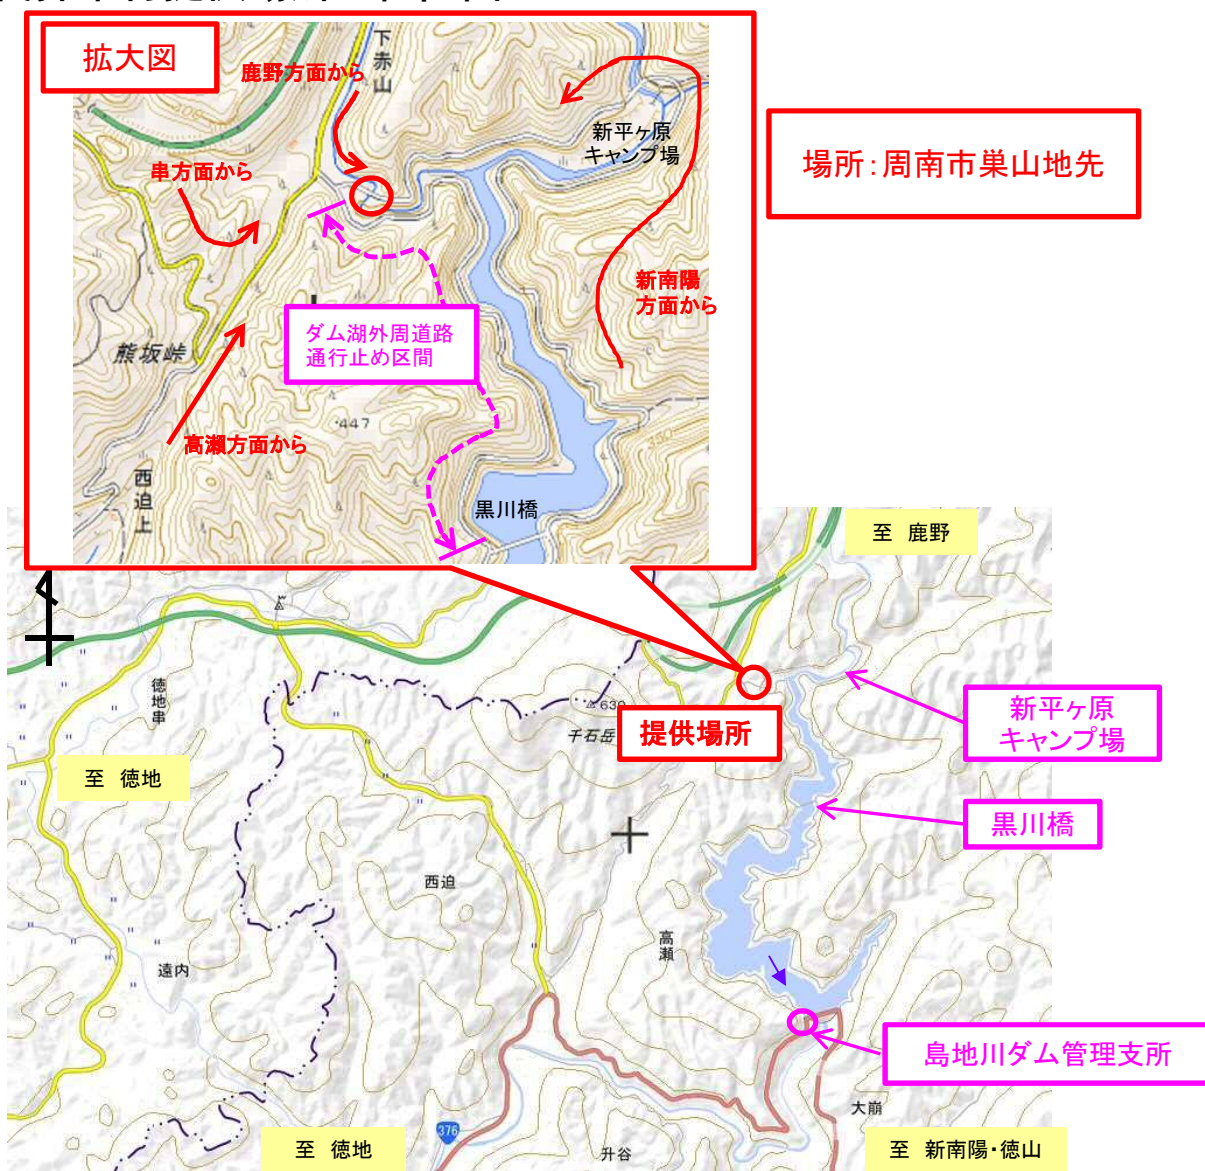 拡大図
下赤山
鹿野方面から
新平ヶ原
キャンプ場
場所：周南市巣山地先
串方面から
新南陽
方面から
ダム湖外周道路
通行止め区間
熊坂峠
・447
350
高瀬方面から
西迫上
黒川橋
至 鹿野
徳地串
639
千石岳
提供場所
新平ヶ原
キャンプ場
至 徳地
黒川橋
西迫
高瀬
遠内
島地川ダム管理支所
大崩
376
至 徳地
升谷
至 新南陽・徳山